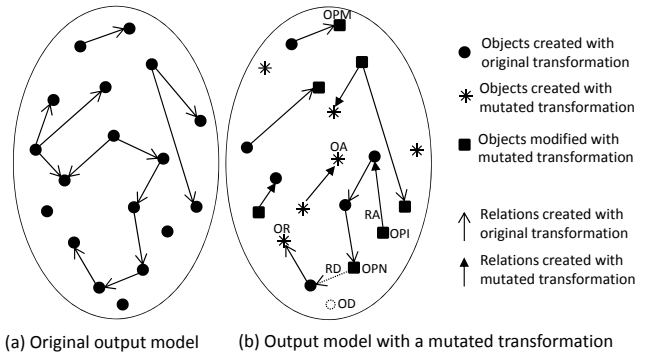 OPM
OA
RA
OPI
OR
RD
OPN
OD
Objects created with
original transformation
Objects created with
mutated transformation
Objects modified with
mutated transformation
Relations created with
original transformation
Relations created with
mutated transformation
(a) Original output model
(b) Output model with a mutated transformation